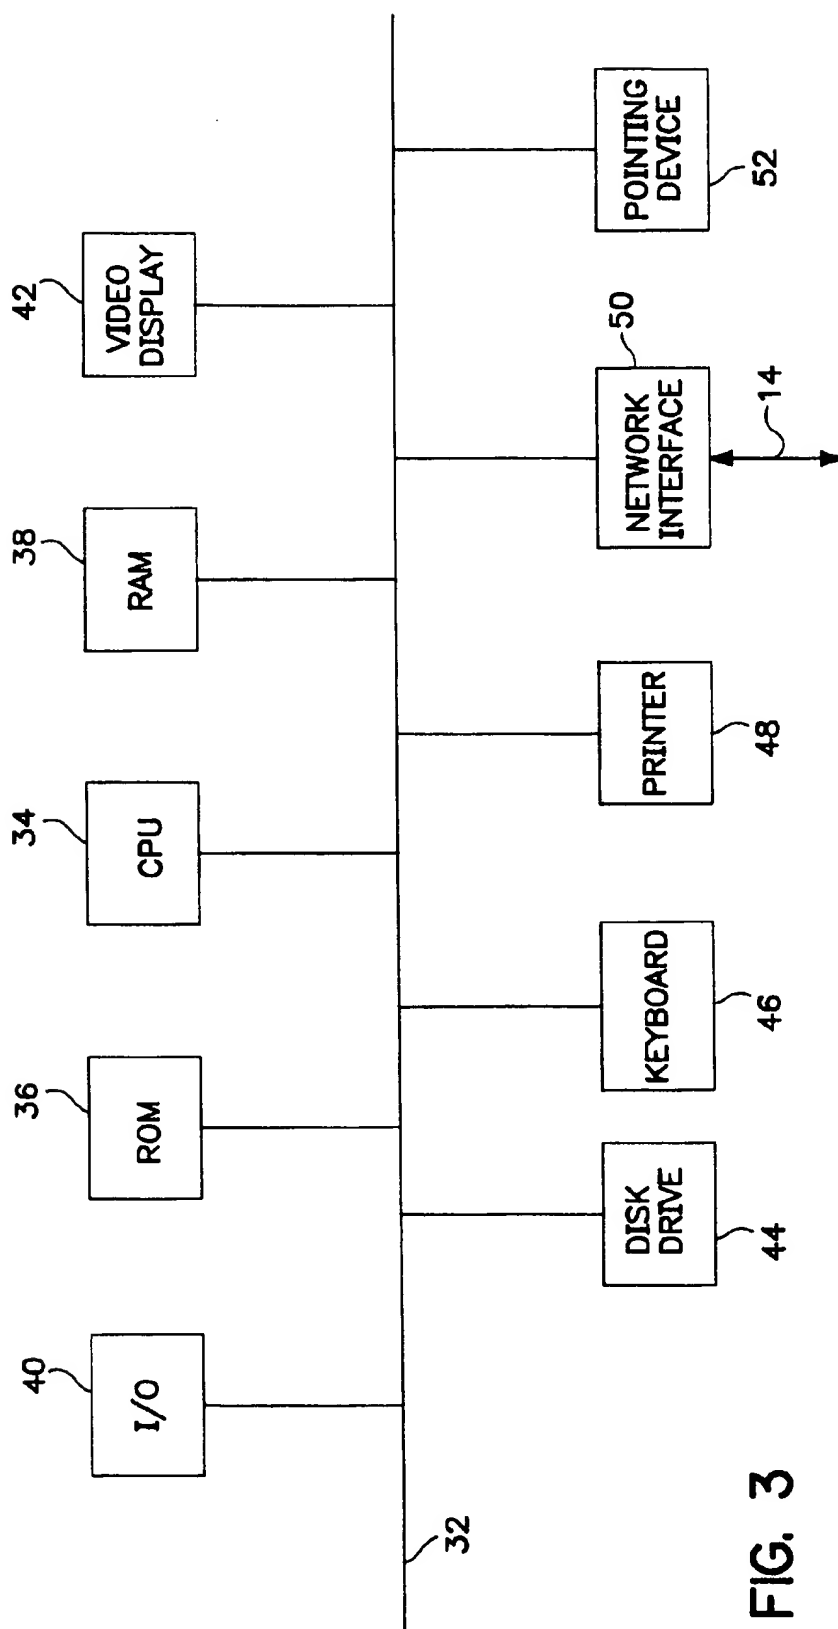 40
I/O
36
ROM
34
CPU
38
RAM
42
VIDEO
DISPLAY
32
DISK
DRIVE
44
KEYBOARD
46
PRINTER
48
NETWORK
INTERFACE
50
14
POINTING
DEVICE
52
FIG. 3